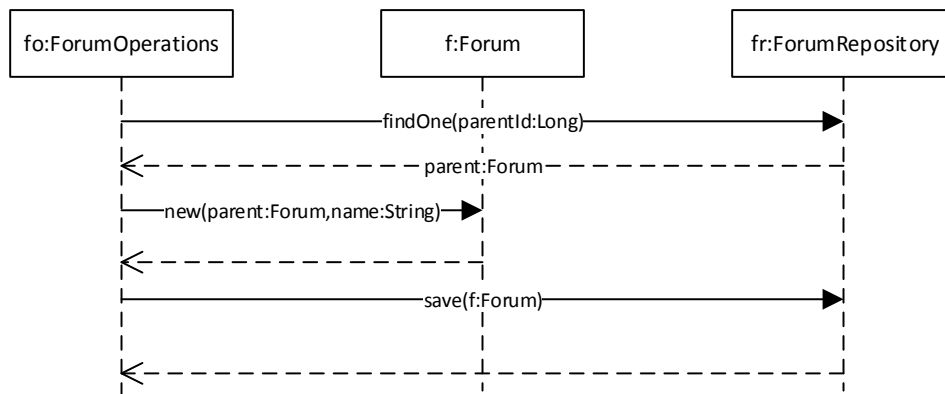 fo:ForumOperations
f:Forum
fr:ForumRepository
findOne(parentId:Long)
parent:Forum
new(parent:Forum,name:String)
save(f:Forum)